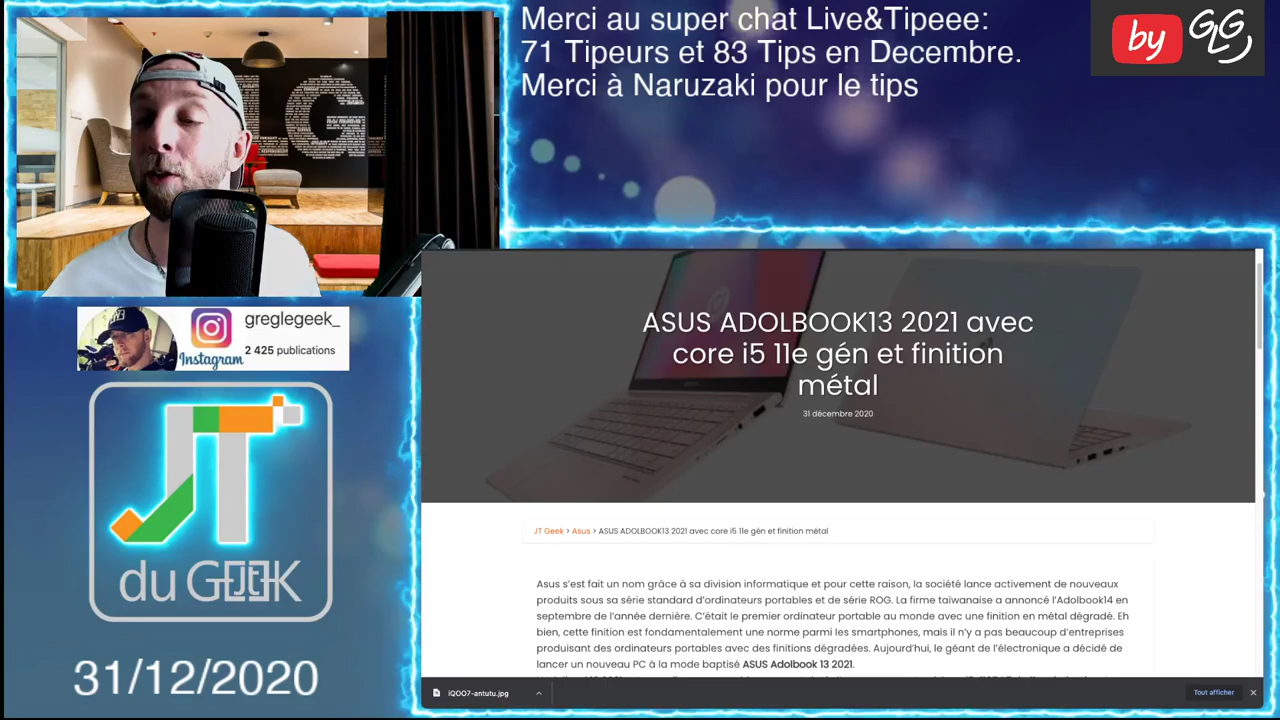 Merci au super chat Live&Tipeee:
71 Tipeurs et 83 Tips en Decembre.
Merci à Naruzaki pour le tips
by GLG
greglegeek_
2 425 publications
Instagram
JT
du GEEK
31/12/2020
ASUS ADOLBOOK13 2021 avec
core i5 11e gén et finition
métal
31 décembre 2020
JT Geek > Asus > ASUS ADOLBOOK13 2021 avec core i5 11e gén et finition métal
Asus s'est fait un nom grâce à sa division informatique et pour cette raison, la société lance activement de nouveaux
produits sous sa série standard d'ordinateurs portables et de série ROG. La firme taïwanaise a annoncé l'Adolbook14 en
septembre de l'année dernière. C'était le premier ordinateur portable au monde avec une finition en métal dégradé. Eh
bien, cette finition est fondamentalement une norme parmi les smartphones, mais il n'y a pas beaucoup d'entreprises
produisant des ordinateurs portables avec des finitions dégradées. Aujourd'hui, le géant de l'électronique a décidé de
lancer un nouveau PC à la mode baptisé ASUS Adolbook 13 2021.
iQOO7-antutu.jpg
Tout afficher